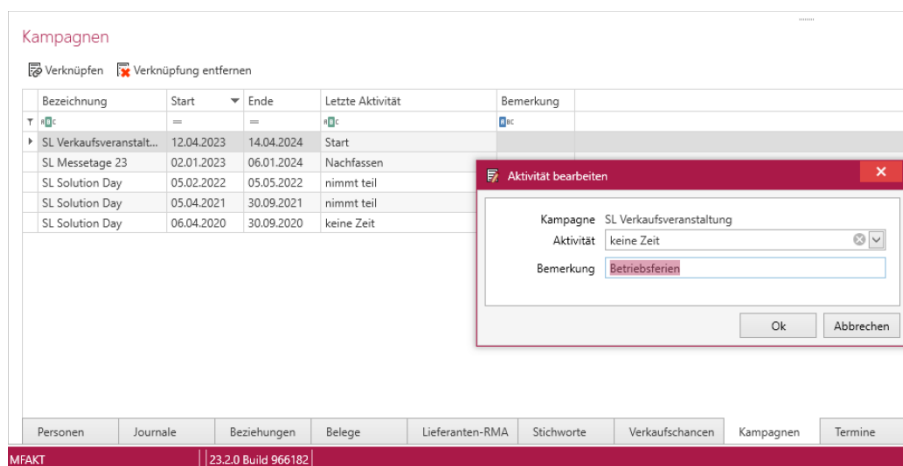 Kampagnen
Verknüpfen Verknüpfung entfernen
Bezeichnung Start Ende Letzte Aktivität Bemerkung
= =
SL Verkaufsveranstalt... 12.04.2023 14.04.2024 Start
SL Messetage 23 02.01.2023 06.01.2024 Nachfassen
SL Solution Day 05.02.2022 05.05.2022 nimmt teil
SL Solution Day 05.04.2021 30.09.2021 nimmt teil
SL Solution Day 06.04.2020 30.09.2020 keine Zeit
Aktivität bearbeiten
Kampagne SL Verkaufsveranstaltung
Aktivität keine Zeit
Bemerkung Betriebsferien
Ok Abbrechen
Personen Journale Beziehungen Belege Lieferanten-RMA Stichworte Verkaufschancen Kampagnen Termine
MFAKT 23.2.0 Build 966182